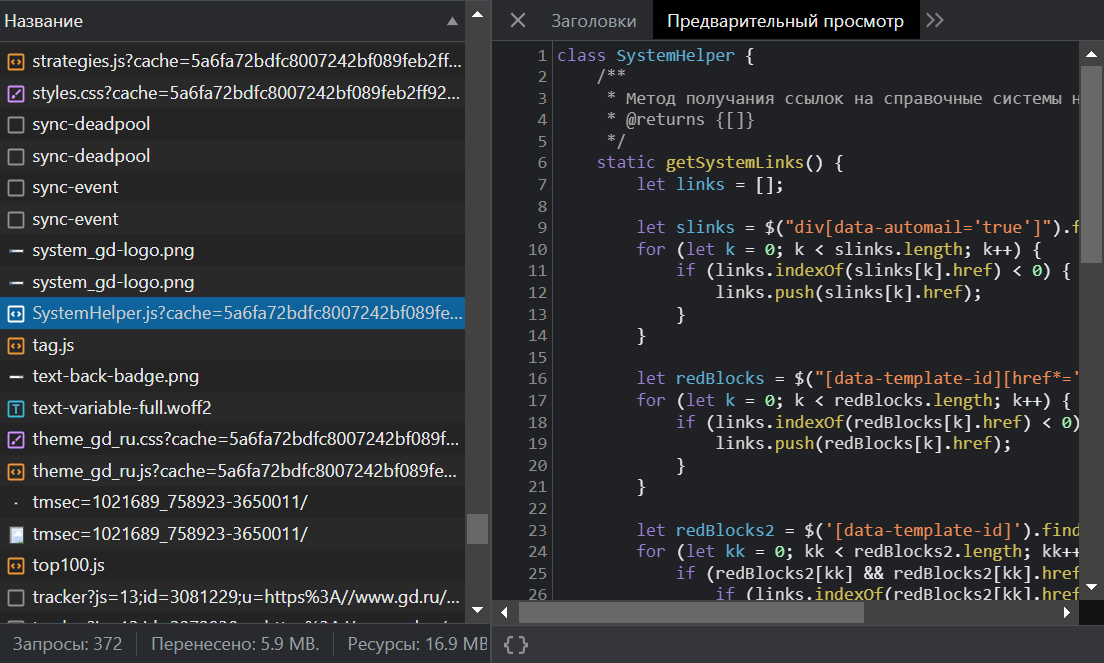 Название
strategies.js?cache=5a6fa72bdfc8007242bf089feb2ff...
styles.css?cache=5a6fa72bdfc8007242bf089feb2ff92...
sync-deadpool
sync-deadpool
sync-event
sync-event
system_gd-logo.png
system_gd-logo.png
SystemHelper.js?cache=5a6fa72bdfc8007242bf089fe...
tag.js
text-back-badge.png
text-variable-full.woff2
theme_gd_ru.css?cache=5a6fa72bdfc8007242bf089f...
theme_gd_ru.js?cache=5a6fa72bdfc8007242bf089fe...
tmsec=1021689_758923-3650011/
tmsec=1021689_758923-3650011/
top100.js
tracker?js=13;id=3081229;u=https%3A//www.gd.ru/...
Запросы: 372 Перенесено: 5.9 MB. Ресурсы: 16.9 MB
Заголовки Предварительный просмотр
1 class SystemHelper {
2 /**
3 * Метод получания ссылок на справочные системы н
4 * @returns {[]}
5 */
6 static getSystemLinks() {
7 let links = [];
8
9 let slinks = $("div[data-automail='true']").f
10 for (let k = 0; k < slinks.length; k++) {
11 if (links.indexOf(slinks[k].href) < 0) {
12 links.push(slinks[k].href);
13 }
14 }
15
16 let redBlocks = $("[data-template-id][href*='
17 for (let k = 0; k < redBlocks.length; k++) {
18 if (links.indexOf(redBlocks[k].href) < 0)
19 links.push(redBlocks[k].href);
20 }
21 }
22
23 let redBlocks2 = $('[data-template-id]').find
24 for (let kk = 0; kk < redBlocks2.length; kk++
25 if (redBlocks2[kk] && redBlocks2[kk].href
26 if (links.indexOf(redBlocks2[kk].href
{ }